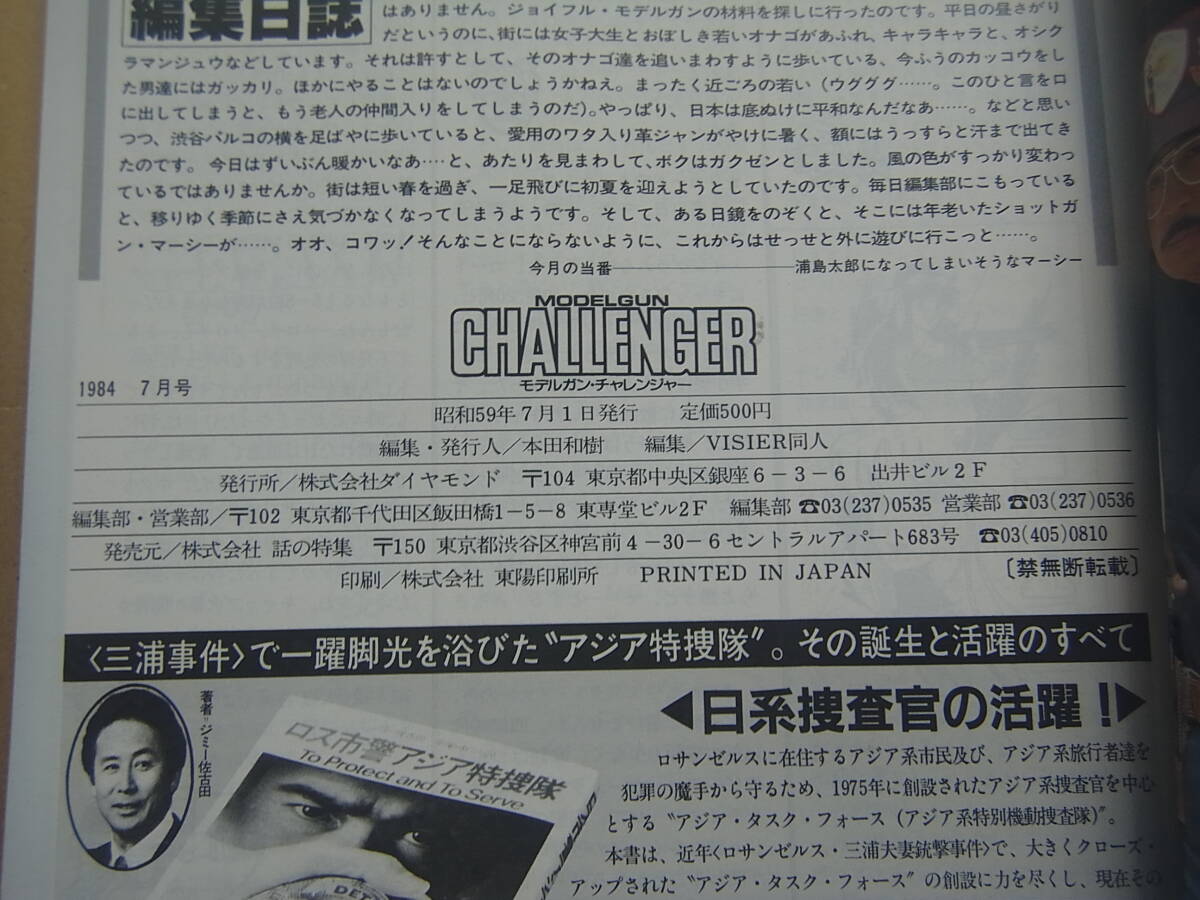 編集日誌
はありません。ジョイフル・モデルガンの材料を探しに行ったのです。平日の昼さがり
だというのに、街には女子大生とおぼしき若いオナゴがあふれ、キャラキャラと、オシク
ラマンジュウなどしています。それは許すとして、そのオナゴ達を追いまわすように歩いている、今ふうのカッコウをし
た男達にはガッカリ。ほかにやることはないのでしょうかねえ。まったく近ごろの若い（ウグググ……。このひと言を口
に出してしまうと、もう老人の仲間入りをしてしまうのだ）。やっぱり、日本は底ぬけに平和なんだなあ……。などと思い
つつ、渋谷パルコの横を足ばやに歩いていると、愛用のワタ入り革ジャンがやけに暑く、額にはうっすらと汗まで出てき
たのです。今日はずいぶん暖かいなあ‥‥と、あたりを見まわして、ボクはガクゼンとしました。風の色がすっかり変わっ
ているではありませんか。街は短い春を過ぎ、一足飛びに初夏を迎えようとしていたのです。毎日編集部にこもっている
と、移りゆく季節にさえ気づかなくなってしまうようです。そして、ある日鏡をのぞくと、そこには年老いたショットガ
ン・マーシーが……。オオ、コワッ！そんなことにならないように、これからはせっせと外に遊びに行こっと……。
今月の当番――――――浦島太郎になってしまいそうなマーシー
MODELGUN
CHALLENGER
モデルガン・チャレンジャー
1984 7月号
昭和59年7月1日発行 定価500円
編集・発行人／本田和樹 編集／VISIER同人
発行所／株式会社ダイヤモンド 〒104 東京都中央区銀座6－3－6 出井ビル2F
編集部・営業部／〒102 東京都千代田区飯田橋1－5－8 東専堂ビル2F 編集部☎03(237)0535 営業部☎03(237)0536
発売元／株式会社 話の特集 〒150 東京都渋谷区神宮前4－30－6セントラルアパート683号 ☎03(405)0810
印刷／株式会社 東陽印刷所 PRINTED IN JAPAN 〔禁無断転載〕
〈三浦事件〉で一躍脚光を浴びた〝アジア特捜隊〟。その誕生と活躍のすべて
著者＝ジミー佐古田
ロス市警アジア特捜隊
To Protect and To Serve
◀日系捜査官の活躍！▶
ロサンゼルスに在住するアジア系市民及び、アジア系旅行者達を
犯罪の魔手から守るため、1975年に創設されたアジア系捜査官を中心
とする〝アジア・タスク・フォース（アジア系特別機動捜査隊）〟。
本書は、近年〈ロサンゼルス・三浦夫妻銃撃事件〉で、大きくクローズ・
アップされた〝アジア・タスク・フォース〟の創設に力を尽くし、現在その